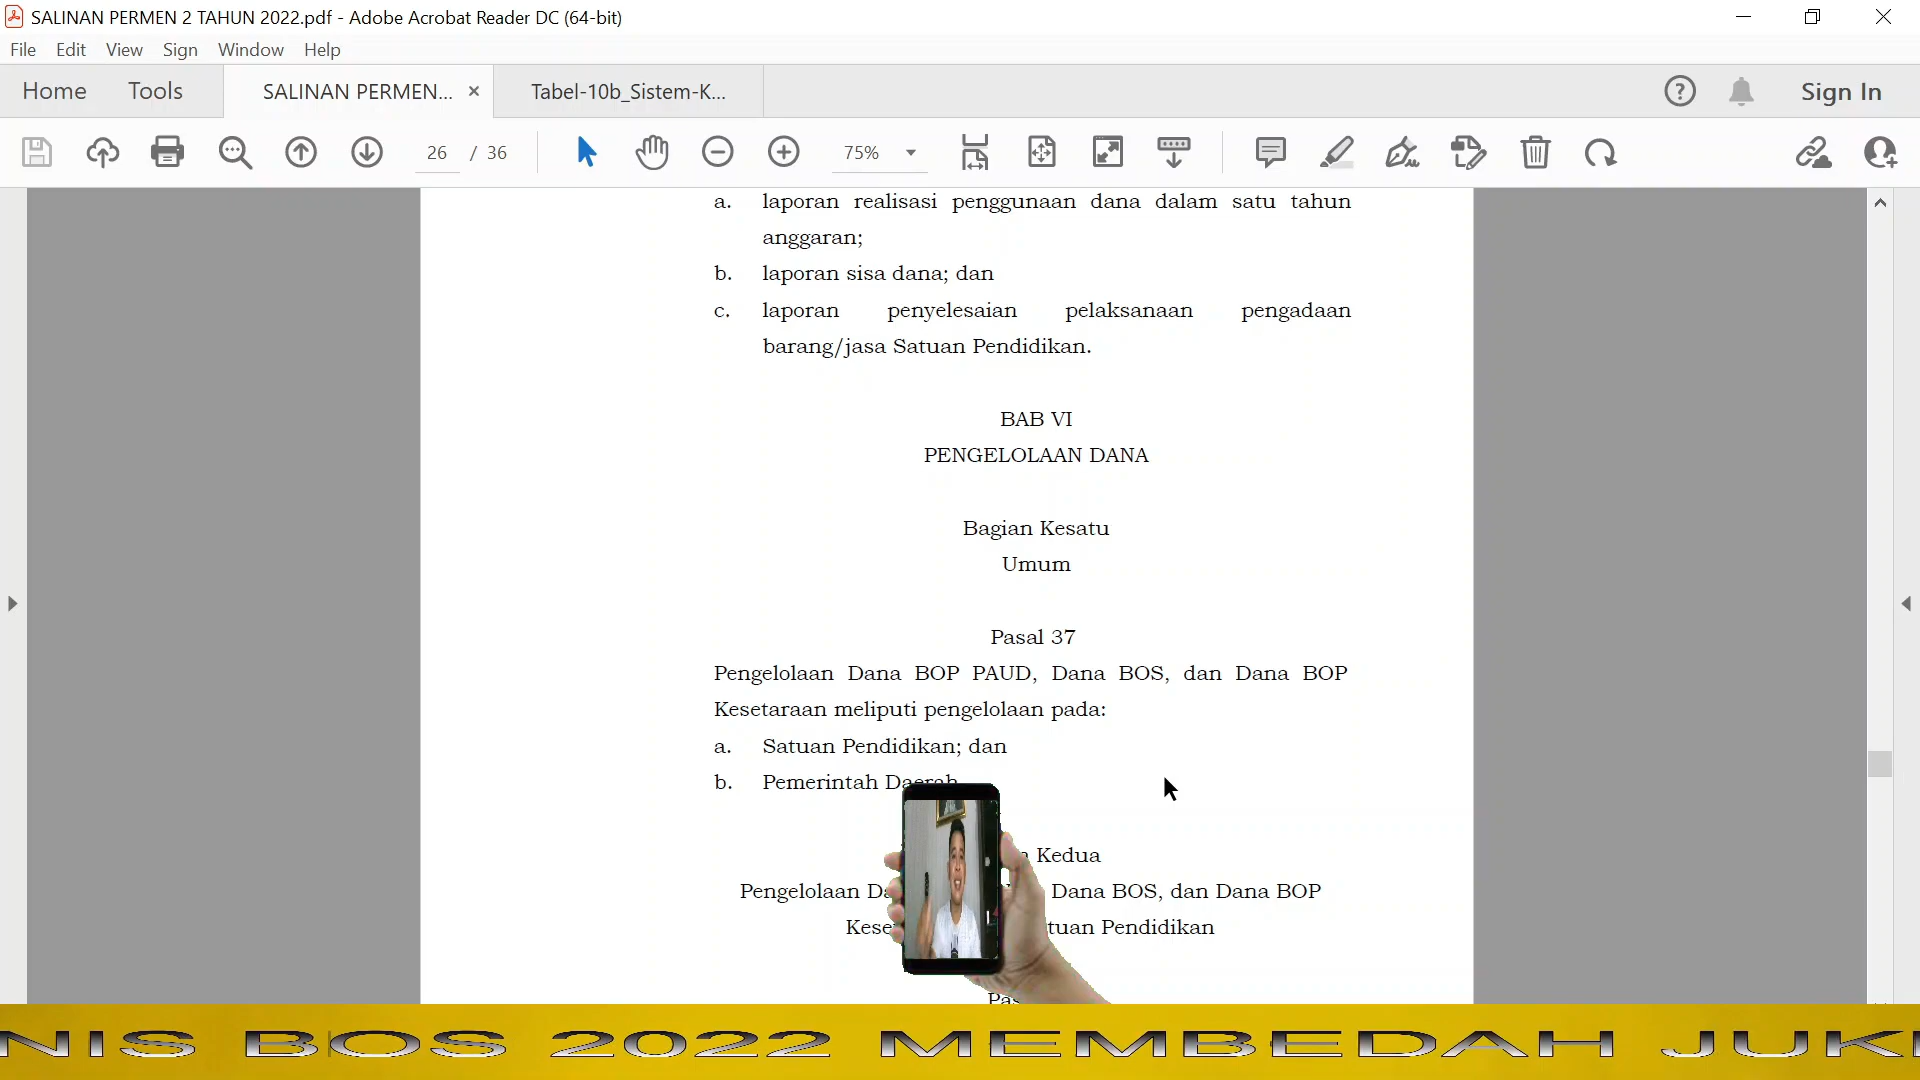 SALINAN PERMEN 2 TAHUN 2022.pdf - Adobe Acrobat Reader DC (64-bit)
File Edit View Sign Window Help
Home Tools SALINAN PERMEN... × Tabel-10b_Sistem-K... Sign In
26 / 36 75%
a. laporan realisasi penggunaan dana dalam satu tahun
anggaran;
b. laporan sisa dana; dan
c. laporan penyelesaian pelaksanaan pengadaan
barang/jasa Satuan Pendidikan.
BAB VI
PENGELOLAAN DANA
Bagian Kesatu
Umum
Pasal 37
Pengelolaan Dana BOP PAUD, Dana BOS, dan Dana BOP
Kesetaraan meliputi pengelolaan pada:
a. Satuan Pendidikan; dan
b. Pemerintah Daerah
Kedua
Pengelolaan Dana BOS, dan Dana BOP
Pendidikan
BOS 2022 MEMBEDAH